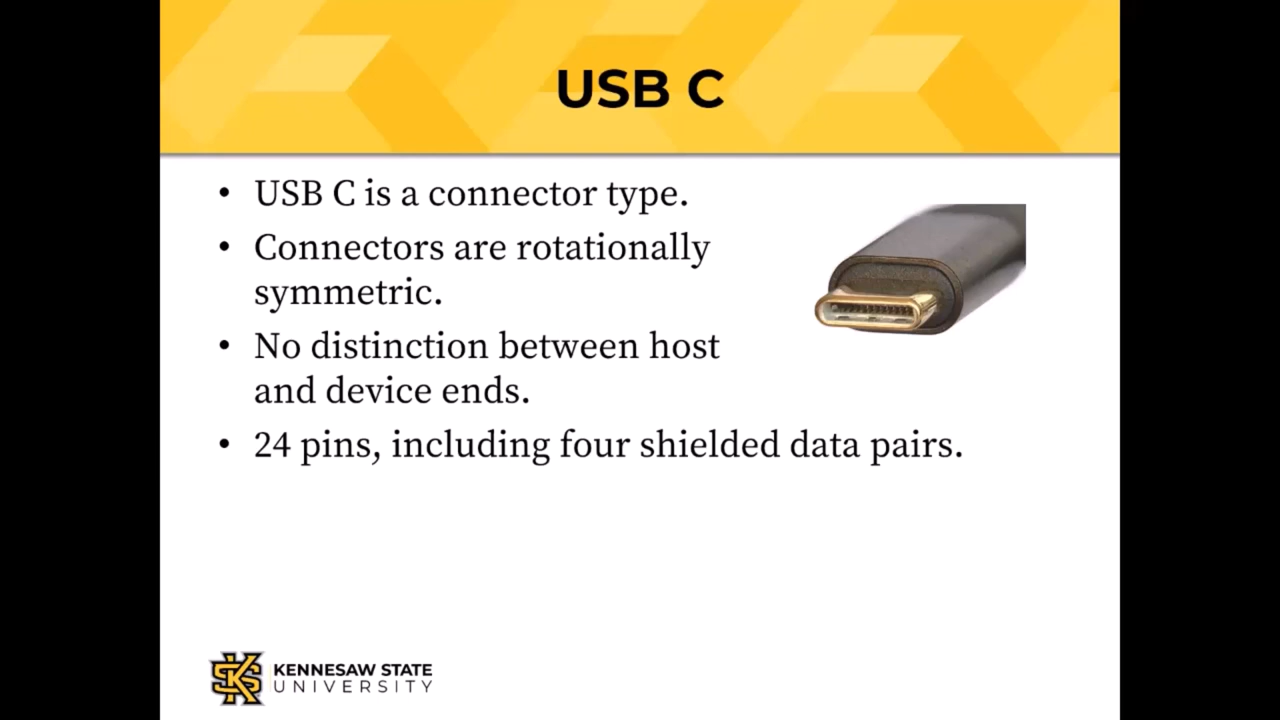 USB C
• USB C is a connector type.
• Connectors are rotationally
symmetric.
• No distinction between host
and device ends.
• 24 pins, including four shielded data pairs.
KS
KENNESAW STATE
UNIVERSITY